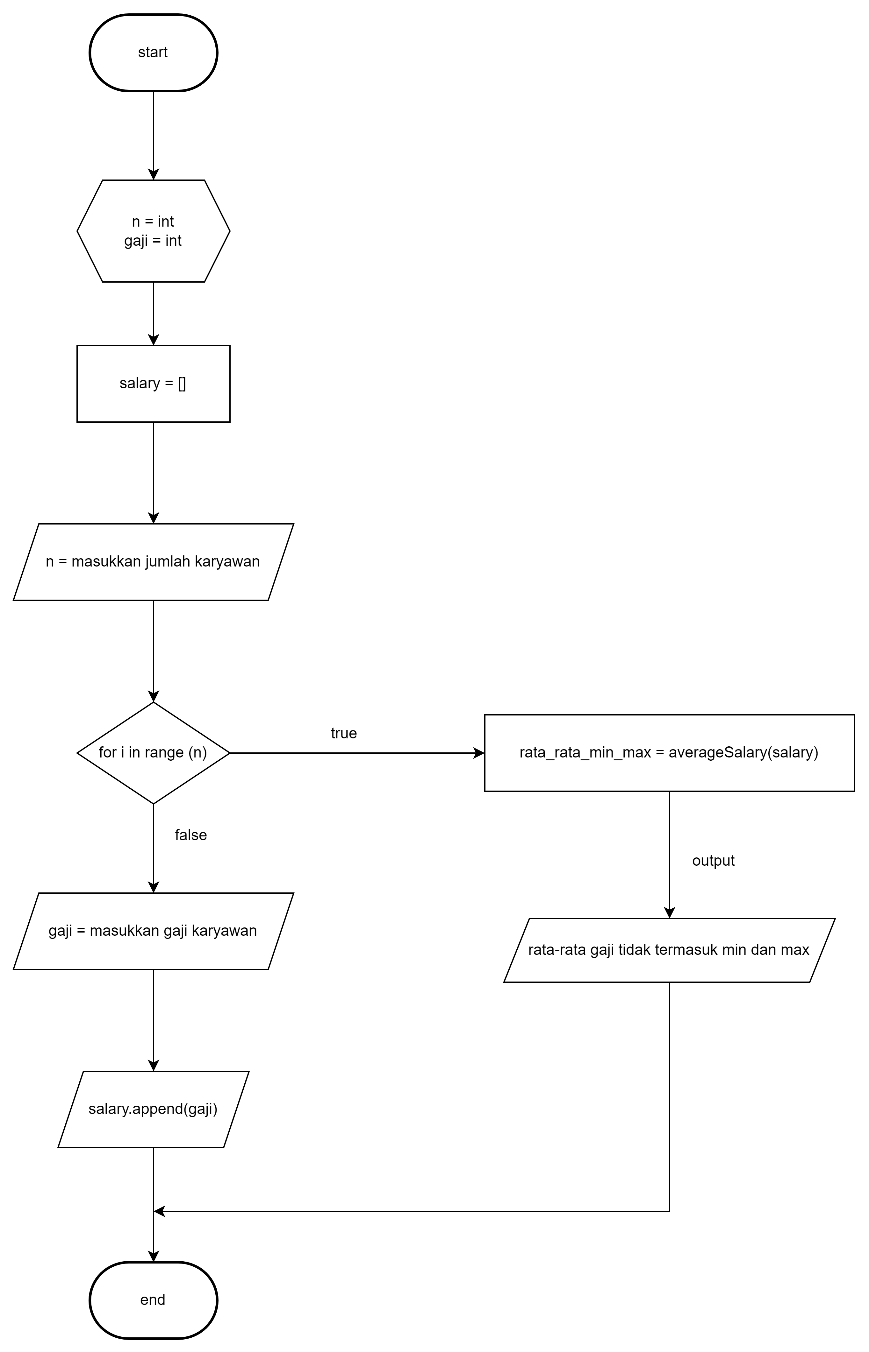 start
n = int
gaji = int
salary = []
n = masukkan jumlah karyawan
for i in range (n)
true
rata_rata_min_max = averageSalary(salary)
false
output
gaji = masukkan gaji karyawan
rata-rata gaji tidak termasuk min dan max
salary.append(gaji)
end